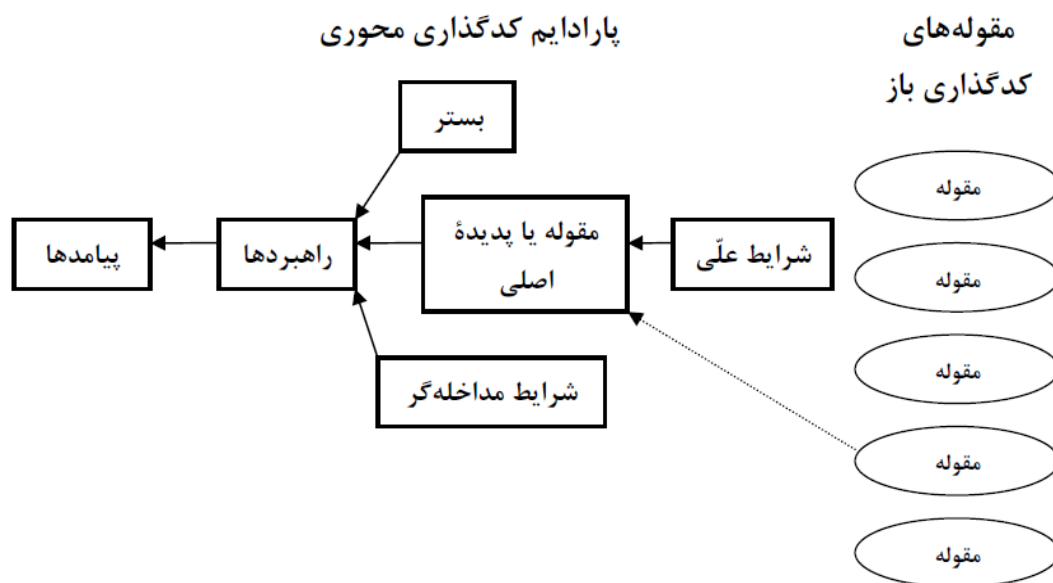 مقوله‌های
کدگذاری باز
پارادایم کدگذاری محوری
مقوله
مقوله
مقوله
مقوله
مقوله
بستر
شرایط علّی
مقوله یا پدیدهٔ
اصلی
راهبردها
پیامدها
شرایط مداخله‌گر